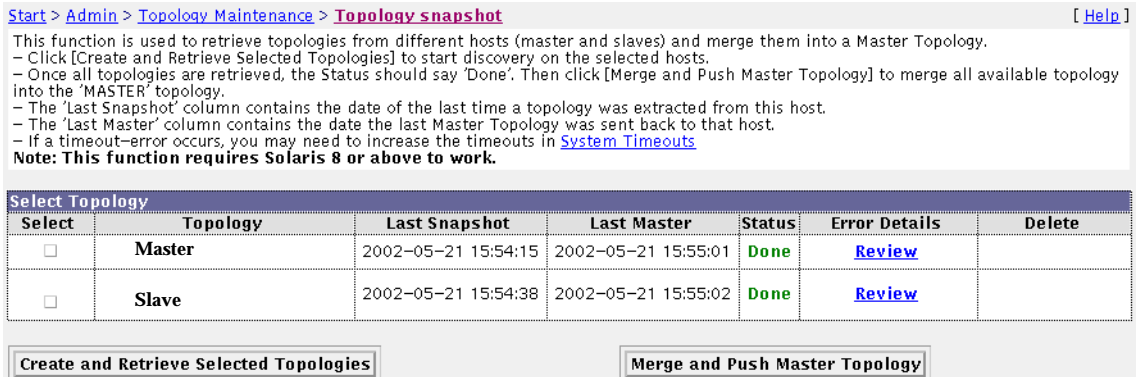 Start > Admin > Topology Maintenance > Topology snapshot [ Help ]
This function is used to retrieve topologies from different hosts (master and slaves) and merge them into a Master Topology.
– Click [Create and Retrieve Selected Topologies] to start discovery on the selected hosts.
– Once all topologies are retrieved, the Status should say 'Done'. Then click [Merge and Push Master Topology] to merge all available topology
into the 'MASTER' topology.
– The 'Last Snapshot' column contains the date of the last time a topology was extracted from this host.
– The 'Last Master' column contains the date the last Master Topology was sent back to that host.
– If a timeout–error occurs, you may need to increase the timeouts in System Timeouts
Note: This function requires Solaris 8 or above to work.
Select Topology
Select Topology Last Snapshot Last Master Status Error Details Delete
Master 2002–05–21 15:54:15 2002–05–21 15:55:01 Done Review
Slave 2002–05–21 15:54:38 2002–05–21 15:55:02 Done Review
Create and Retrieve Selected Topologies Merge and Push Master Topology